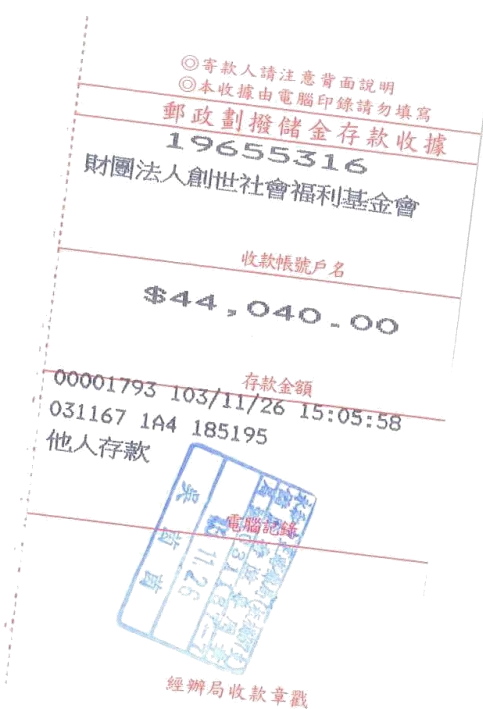 ◎寄款人請注意背面說明
◎本收據由電腦印錄請勿填寫
郵政劃撥儲金存款收據
19655316
財團法人創世社會福利基金會
收款帳號戶名
$44,040.00
存款金額
00001793 103/11/26 15:05:58
031167 1A4 185195
他人存款
電腦記錄
11.26
經辦局收款章戳